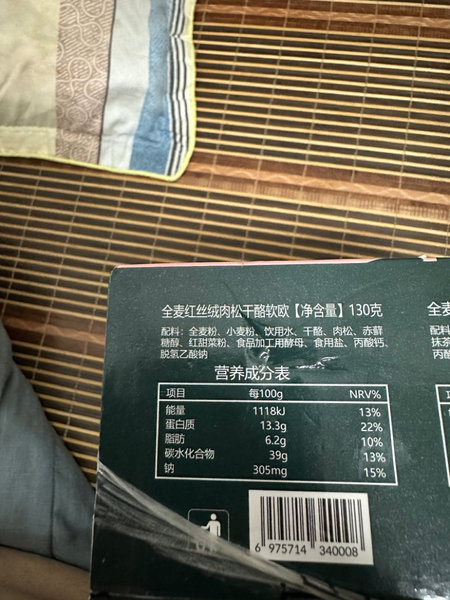 全麦红丝绒肉松干酪软欧【净含量】130克
配料：全麦粉、小麦粉、饮用水、干酪、肉松、赤藓
糖醇、红甜菜粉、食品加工用酵母、食用盐、丙酸钙、
脱氢乙酸钠
营养成分表
项目 每100g NRV%
能量 1118kJ 13%
蛋白质 13.3g 22%
脂肪 6.2g 10%
碳水化合物 39g 13%
钠 305mg 15%
6 975714 340008
全麦
配料
抹茶
丙酸